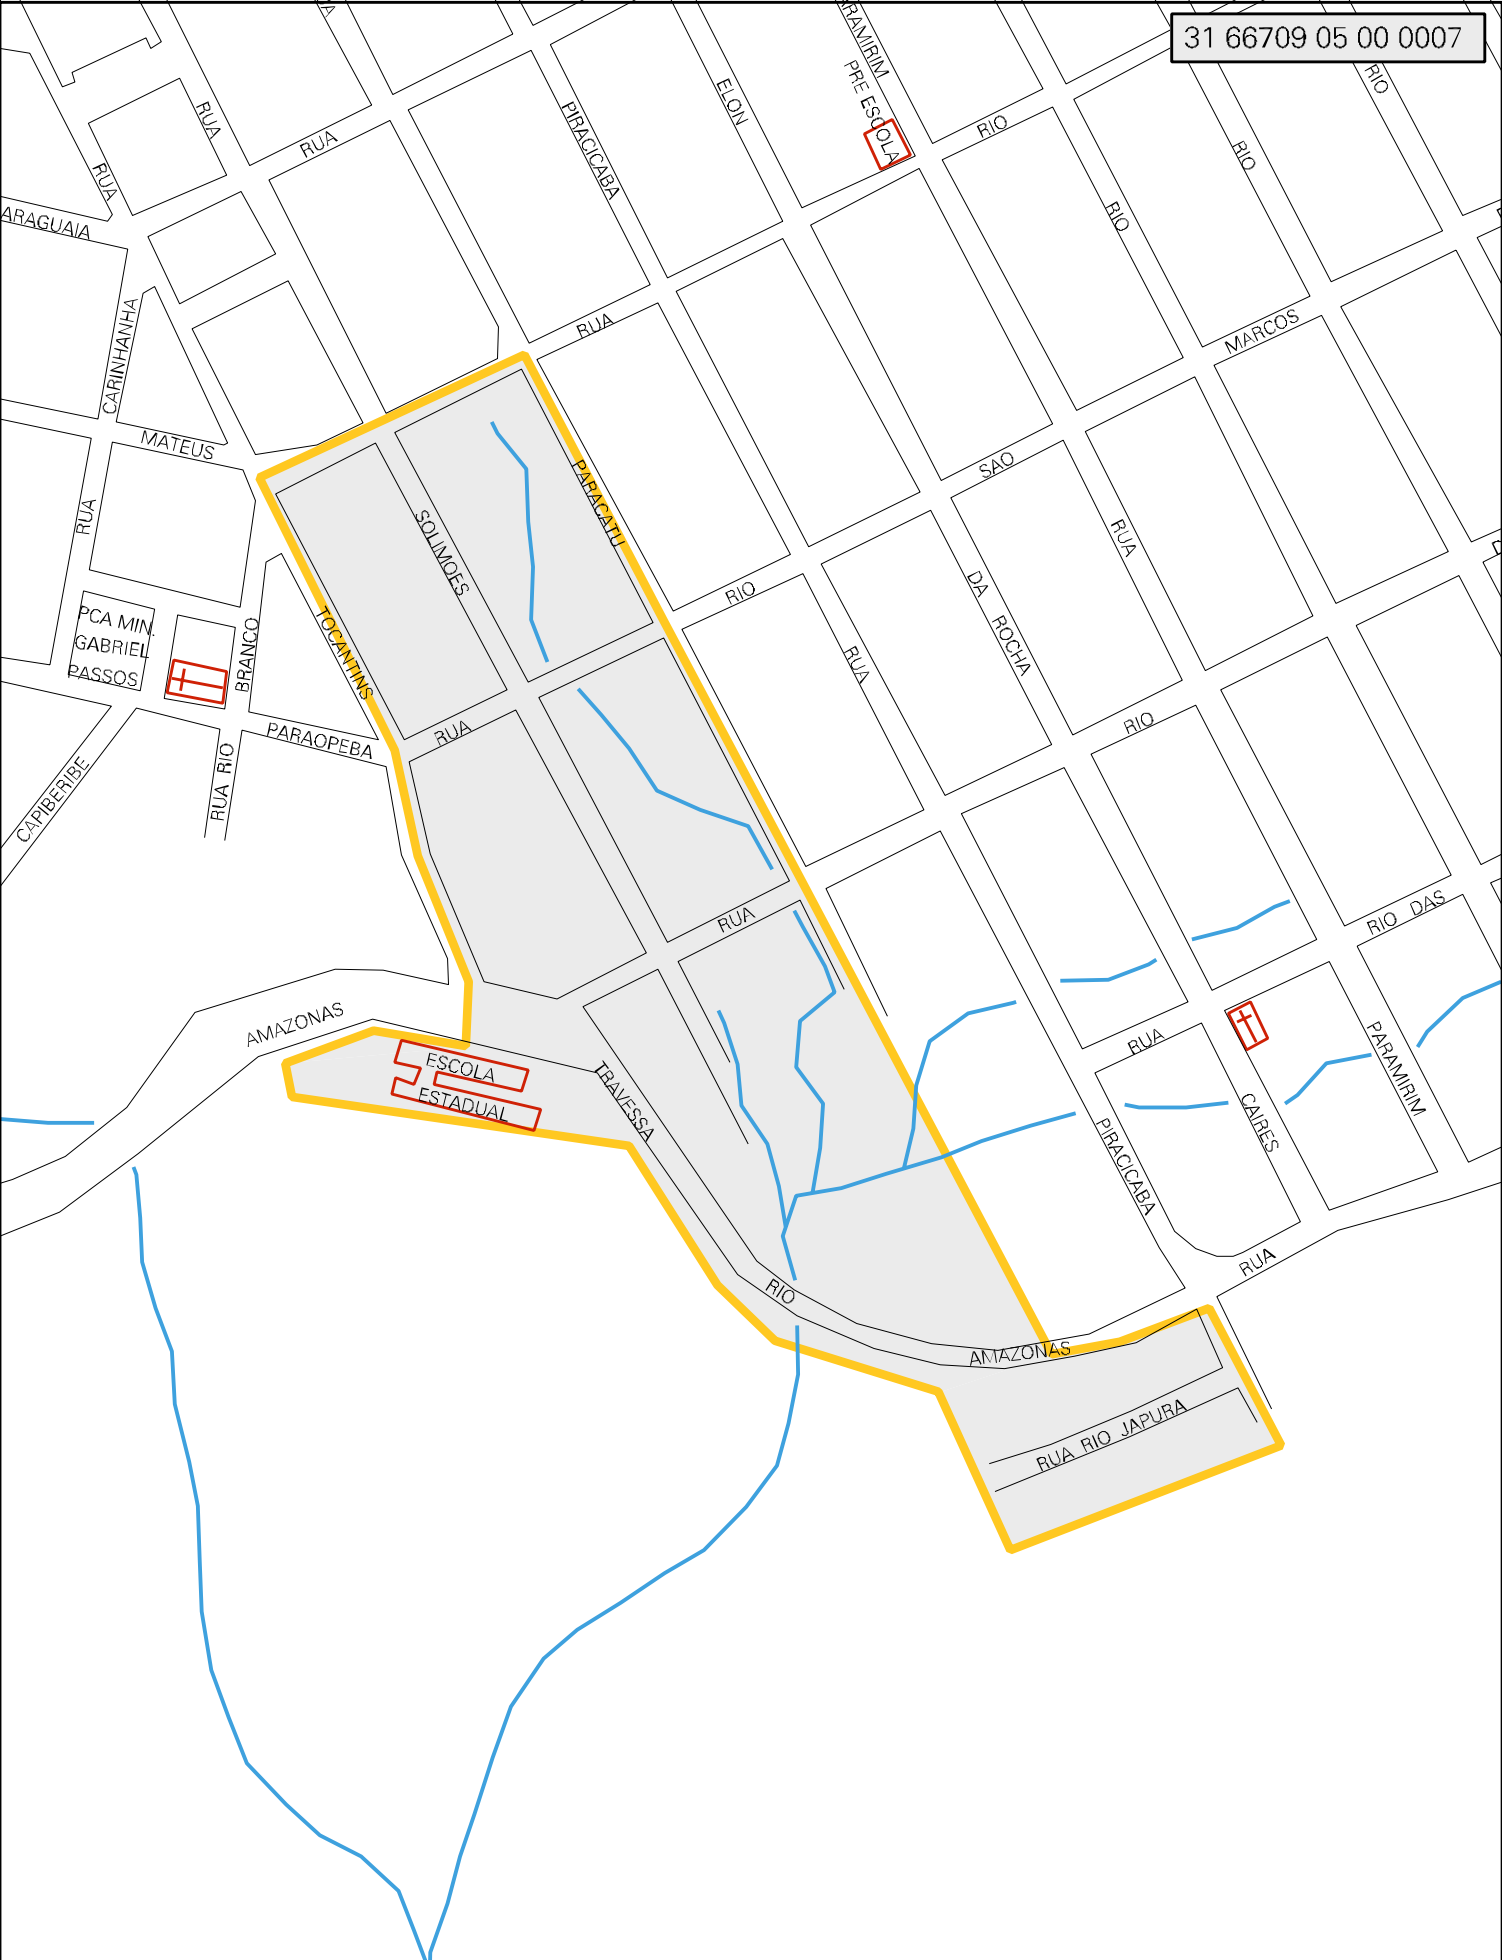 31 66709 05 00 0007
PRE ESCOLA
ELON
RUA
RUA
RUA
PIRACICABA
RIO
RIO
RIO
RIO
ARAGUAIA
CARINHANHA
RUA
MARCOS
MATEUS
SAO
RUA
SOLIMOES
PARACATU
RUA
RIO
DA ROCHA
PCA MIN.
GABRIEL
PASSOS
BRANCO
TOCANTINS
RUA
RUA
RIO
PARAOPEBA
RUA RIO
CAPIBERIBE
RUA
RIO DAS
AMAZONAS
RUA
PARAMIRIM
ESCOLA
ESTADUAL
TRAVESSA
PIRACICABA
CAIRES
RUA
RIO
AMAZONAS
RUA RIO JAPURA